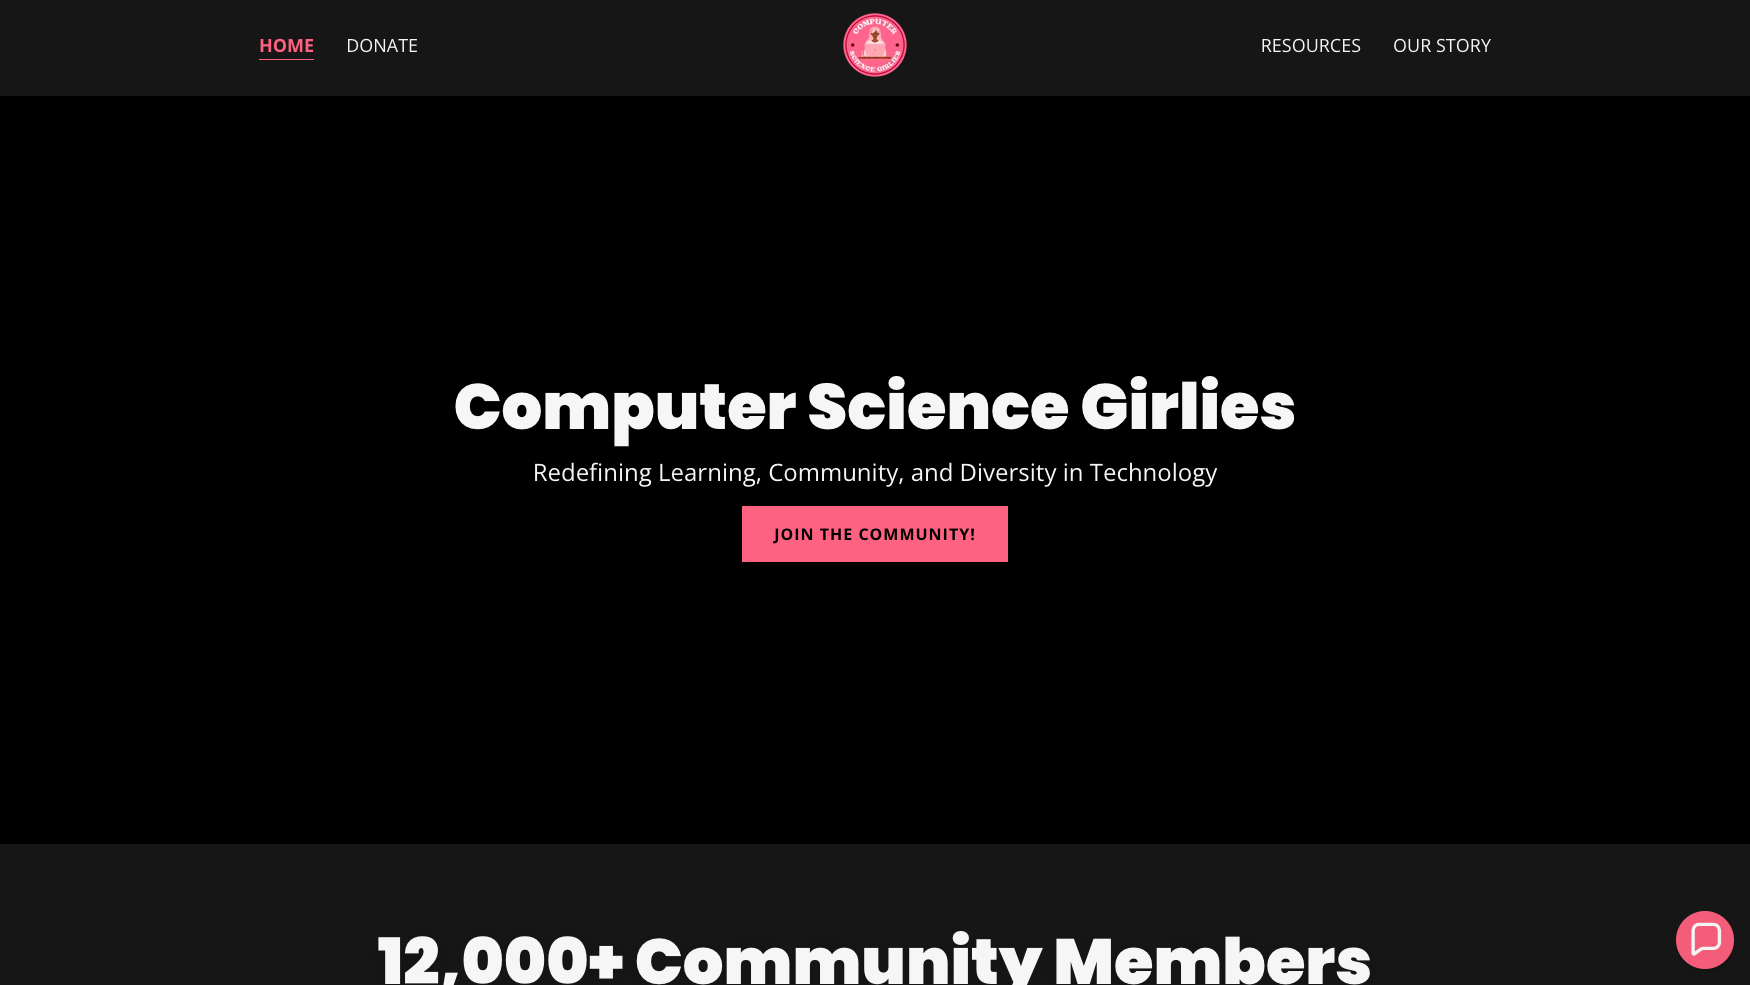 HOME
DONATE
COMPUTER
SCIENCE GIRLIES
RESOURCES
OUR STORY
Computer Science Girlies
Redefining Learning, Community, and Diversity in Technology
JOIN THE COMMUNITY!
12,000+ Community Members